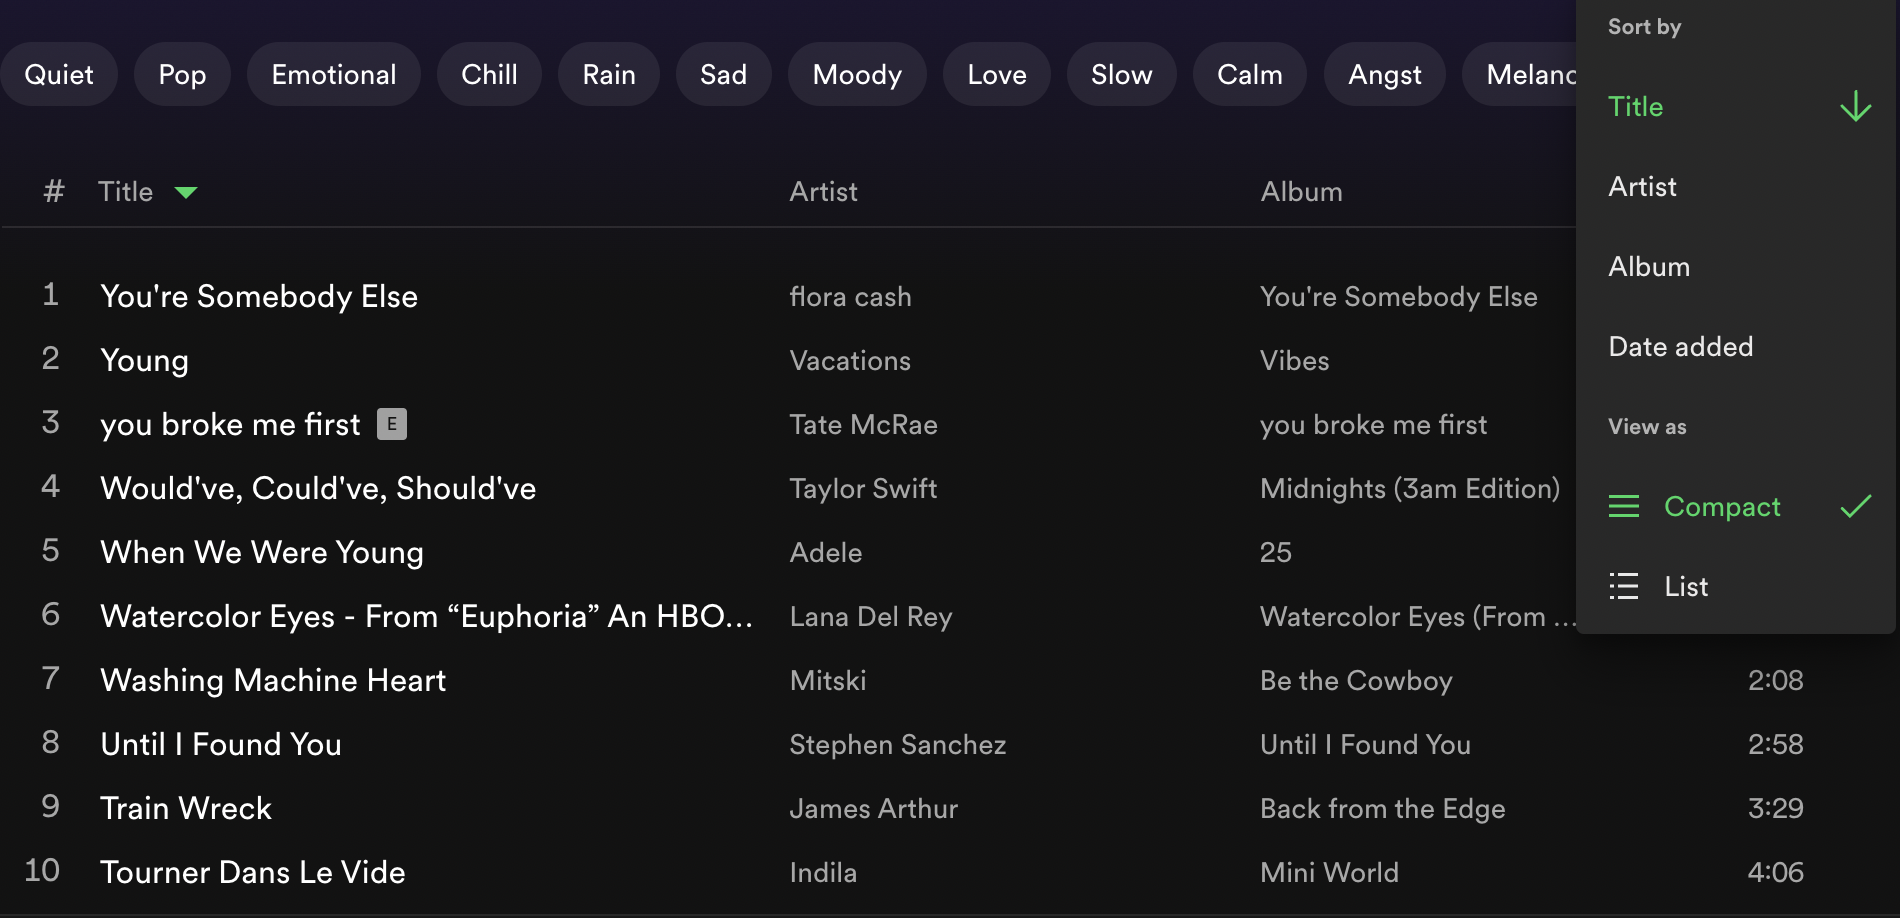 Quiet Pop Emotional Chill Rain Sad Moody Love Slow Calm Angst Melanc
# Title Artist Album
1 You're Somebody Else flora cash You're Somebody Else
2 Young Vacations Vibes
3 you broke me first E Tate McRae you broke me first
4 Would've, Could've, Should've Taylor Swift Midnights (3am Edition)
5 When We Were Young Adele 25
6 Watercolor Eyes - From “Euphoria” An HBO... Lana Del Rey Watercolor Eyes (From ...
7 Washing Machine Heart Mitski Be the Cowboy 2:08
8 Until I Found You Stephen Sanchez Until I Found You 2:58
9 Train Wreck James Arthur Back from the Edge 3:29
10 Tourner Dans Le Vide Indila Mini World 4:06
Sort by
Title
Artist
Album
Date added
View as
Compact
List